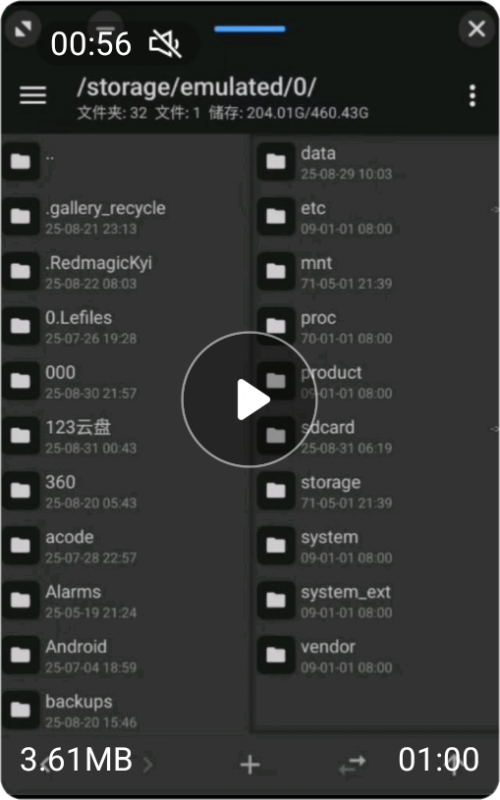 00:56
/storage/emulated/0/
文件夹: 32 文件: 1 储存: 204.01G/460.43G
..
.gallery_recycle
25-08-21 23:13
.RedmagicKyi
25-08-22 08:03
0.Lefiles
25-07-26 19:28
000
25-08-30 21:57
123云盘
25-08-31 00:43
360
25-08-20 05:43
acode
25-07-28 22:57
Alarms
25-05-19 21:24
Android
25-07-04 18:59
backups
25-08-20 15:46
data
25-08-29 10:03
etc
09-01-01 08:00
mnt
71-05-01 21:39
proc
70-01-01 08:00
product
09-01-01 08:00
sdcard
25-08-31 06:19
storage
71-05-01 21:39
system
09-01-01 08:00
system_ext
09-01-01 08:00
vendor
09-01-01 08:00
3.61MB
01:00